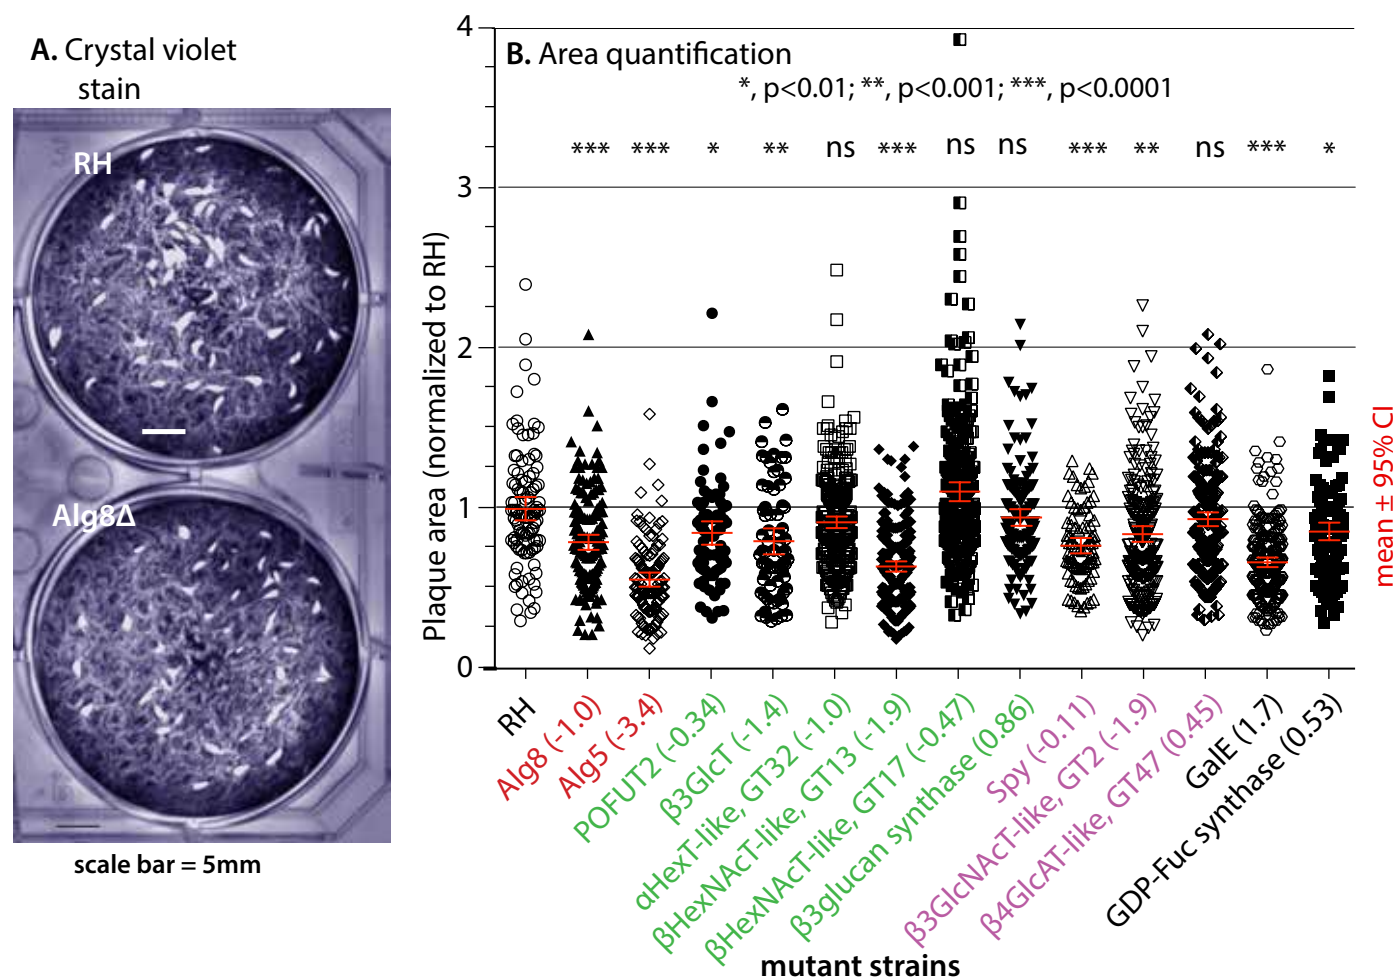 A. Crystal violet
stain
RH
Alg8Δ
scale bar = 5mm
B. Area quantification
*, p<0.01; **, p<0.001; ***, p<0.0001
*** *** * ** ns *** ns ns *** ** ns *** *
Plaque area (normalized to RH)
4
3
2
1
0
mean ± 95% CI
RH
Alg8 (-1.0)
Alg5 (-3.4)
POFUT2 (-0.34)
β3GlcT (-1.4)
αHexT-like, GT32 (-1.0)
βHexNAcT-like, GT13 (-1.9)
βHexNAcT-like, GT17 (-0.47)
β3glucan synthase (0.86)
Spy (-0.11)
β3GlcNAcT-like, GT2 (-1.9)
β4GlcAT-like, GT47 (0.45)
GalE (1.7)
GDP-Fuc synthase (0.53)
mutant strains